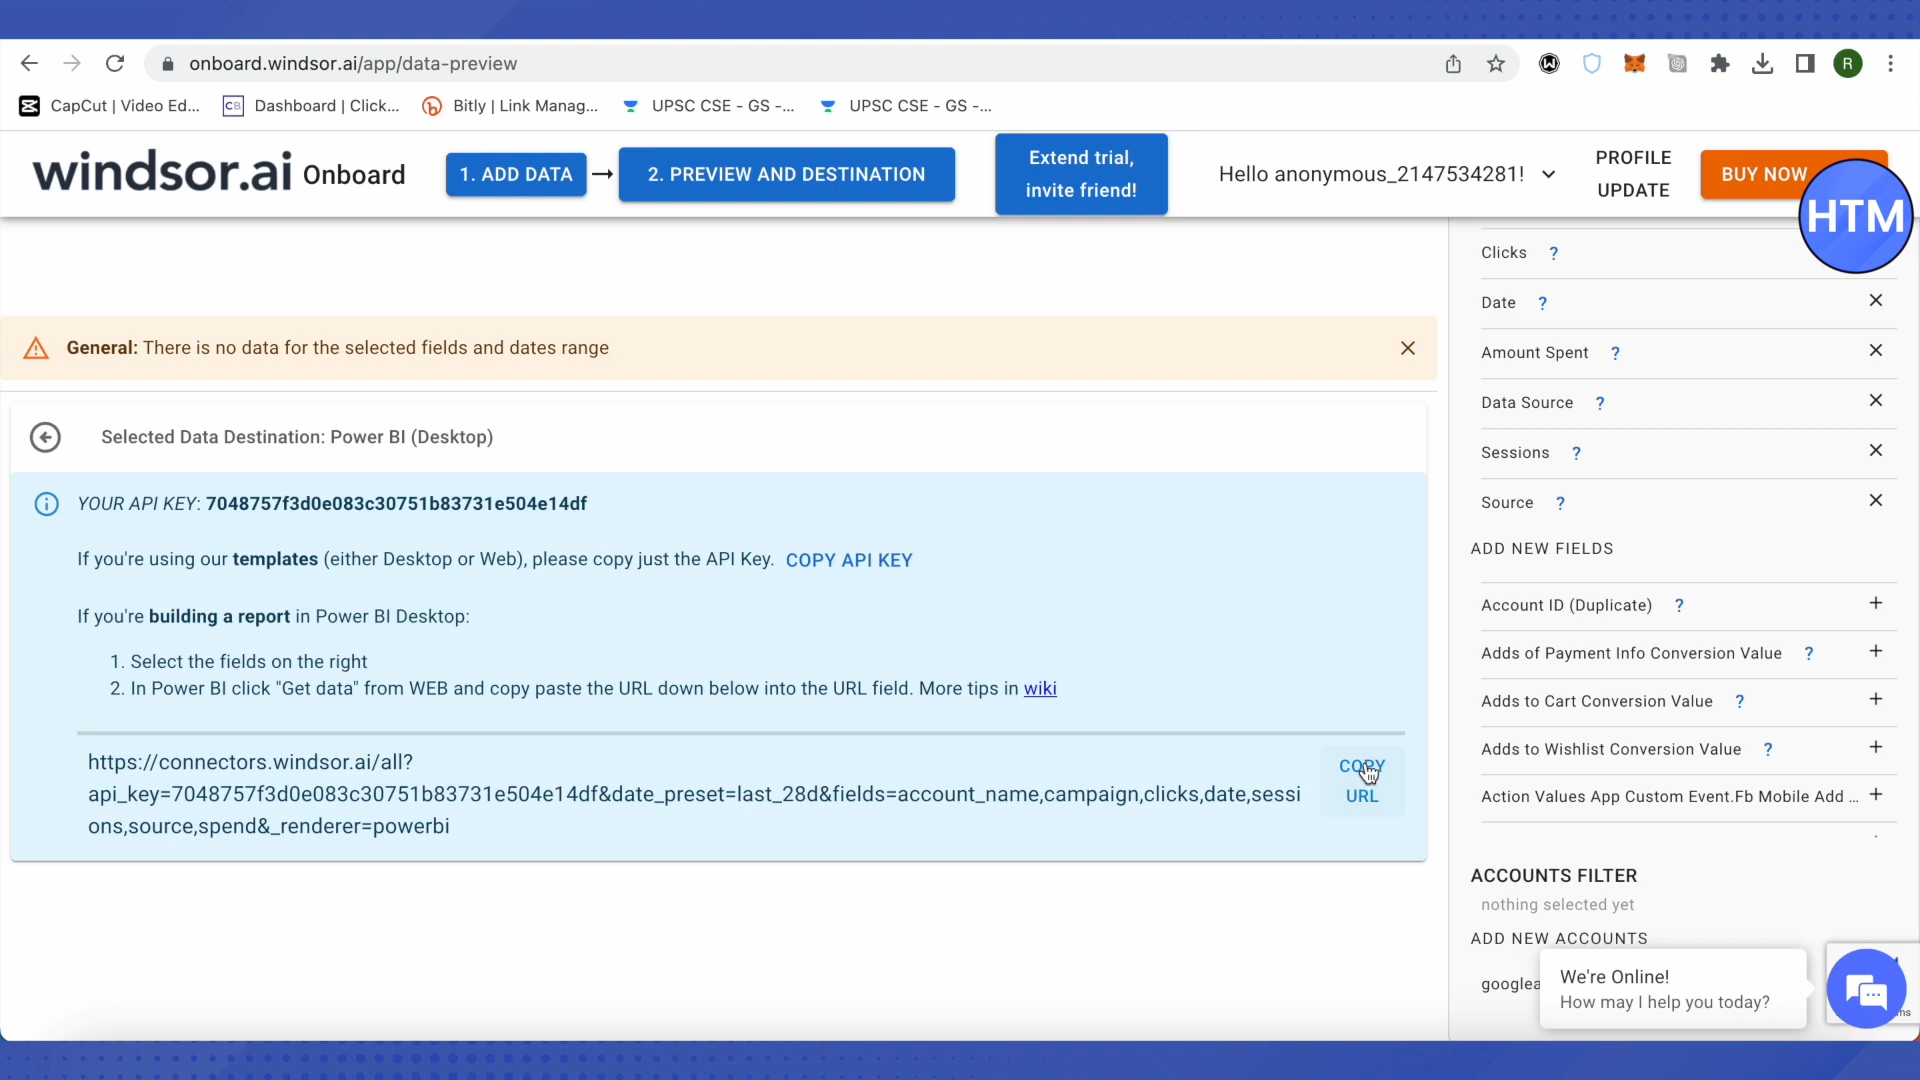 onboard.windsor.ai/app/data-preview
R
CapCut | Video Ed...
CB Dashboard | Click...
Bitly | Link Manag...
UPSC CSE - GS -...
UPSC CSE - GS -...
windsor.ai Onboard
1. ADD DATA
2. PREVIEW AND DESTINATION
Extend trial,
invite friend!
Hello anonymous_2147534281!
PROFILE
UPDATE
BUY NOW
HTM
General: There is no data for the selected fields and dates range
Selected Data Destination: Power BI (Desktop)
YOUR API KEY: 7048757f3d0e083c30751b83731e504e14df
If you're using our templates (either Desktop or Web), please copy just the API Key. COPY API KEY
If you're building a report in Power BI Desktop:
1. Select the fields on the right
2. In Power BI click "Get data" from WEB and copy paste the URL down below into the URL field. More tips in wiki
https://connectors.windsor.ai/all?
api_key=7048757f3d0e083c30751b83731e504e14df&date_preset=last_28d&fields=account_name,campaign,clicks,date,sessi
ons,source,spend&_renderer=powerbi
COPY
URL
Clicks ?
Date ?
Amount Spent ?
Data Source ?
Sessions ?
Source ?
ADD NEW FIELDS
Account ID (Duplicate) ?
Adds of Payment Info Conversion Value ?
Adds to Cart Conversion Value ?
Adds to Wishlist Conversion Value ?
Action Values App Custom Event.Fb Mobile Add ...
ACCOUNTS FILTER
nothing selected yet
ADD NEW ACCOUNTS
googlea
We're Online!
How may I help you today?